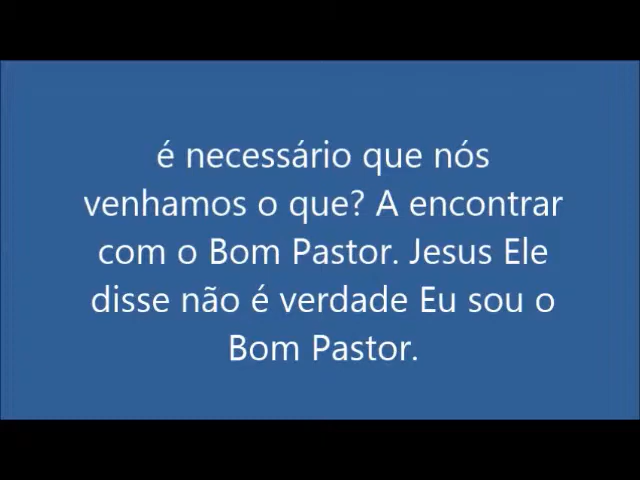 é necessário que nós
venhamos o que? A encontrar
com o Bom Pastor. Jesus Ele
disse não é verdade Eu sou o
Bom Pastor.